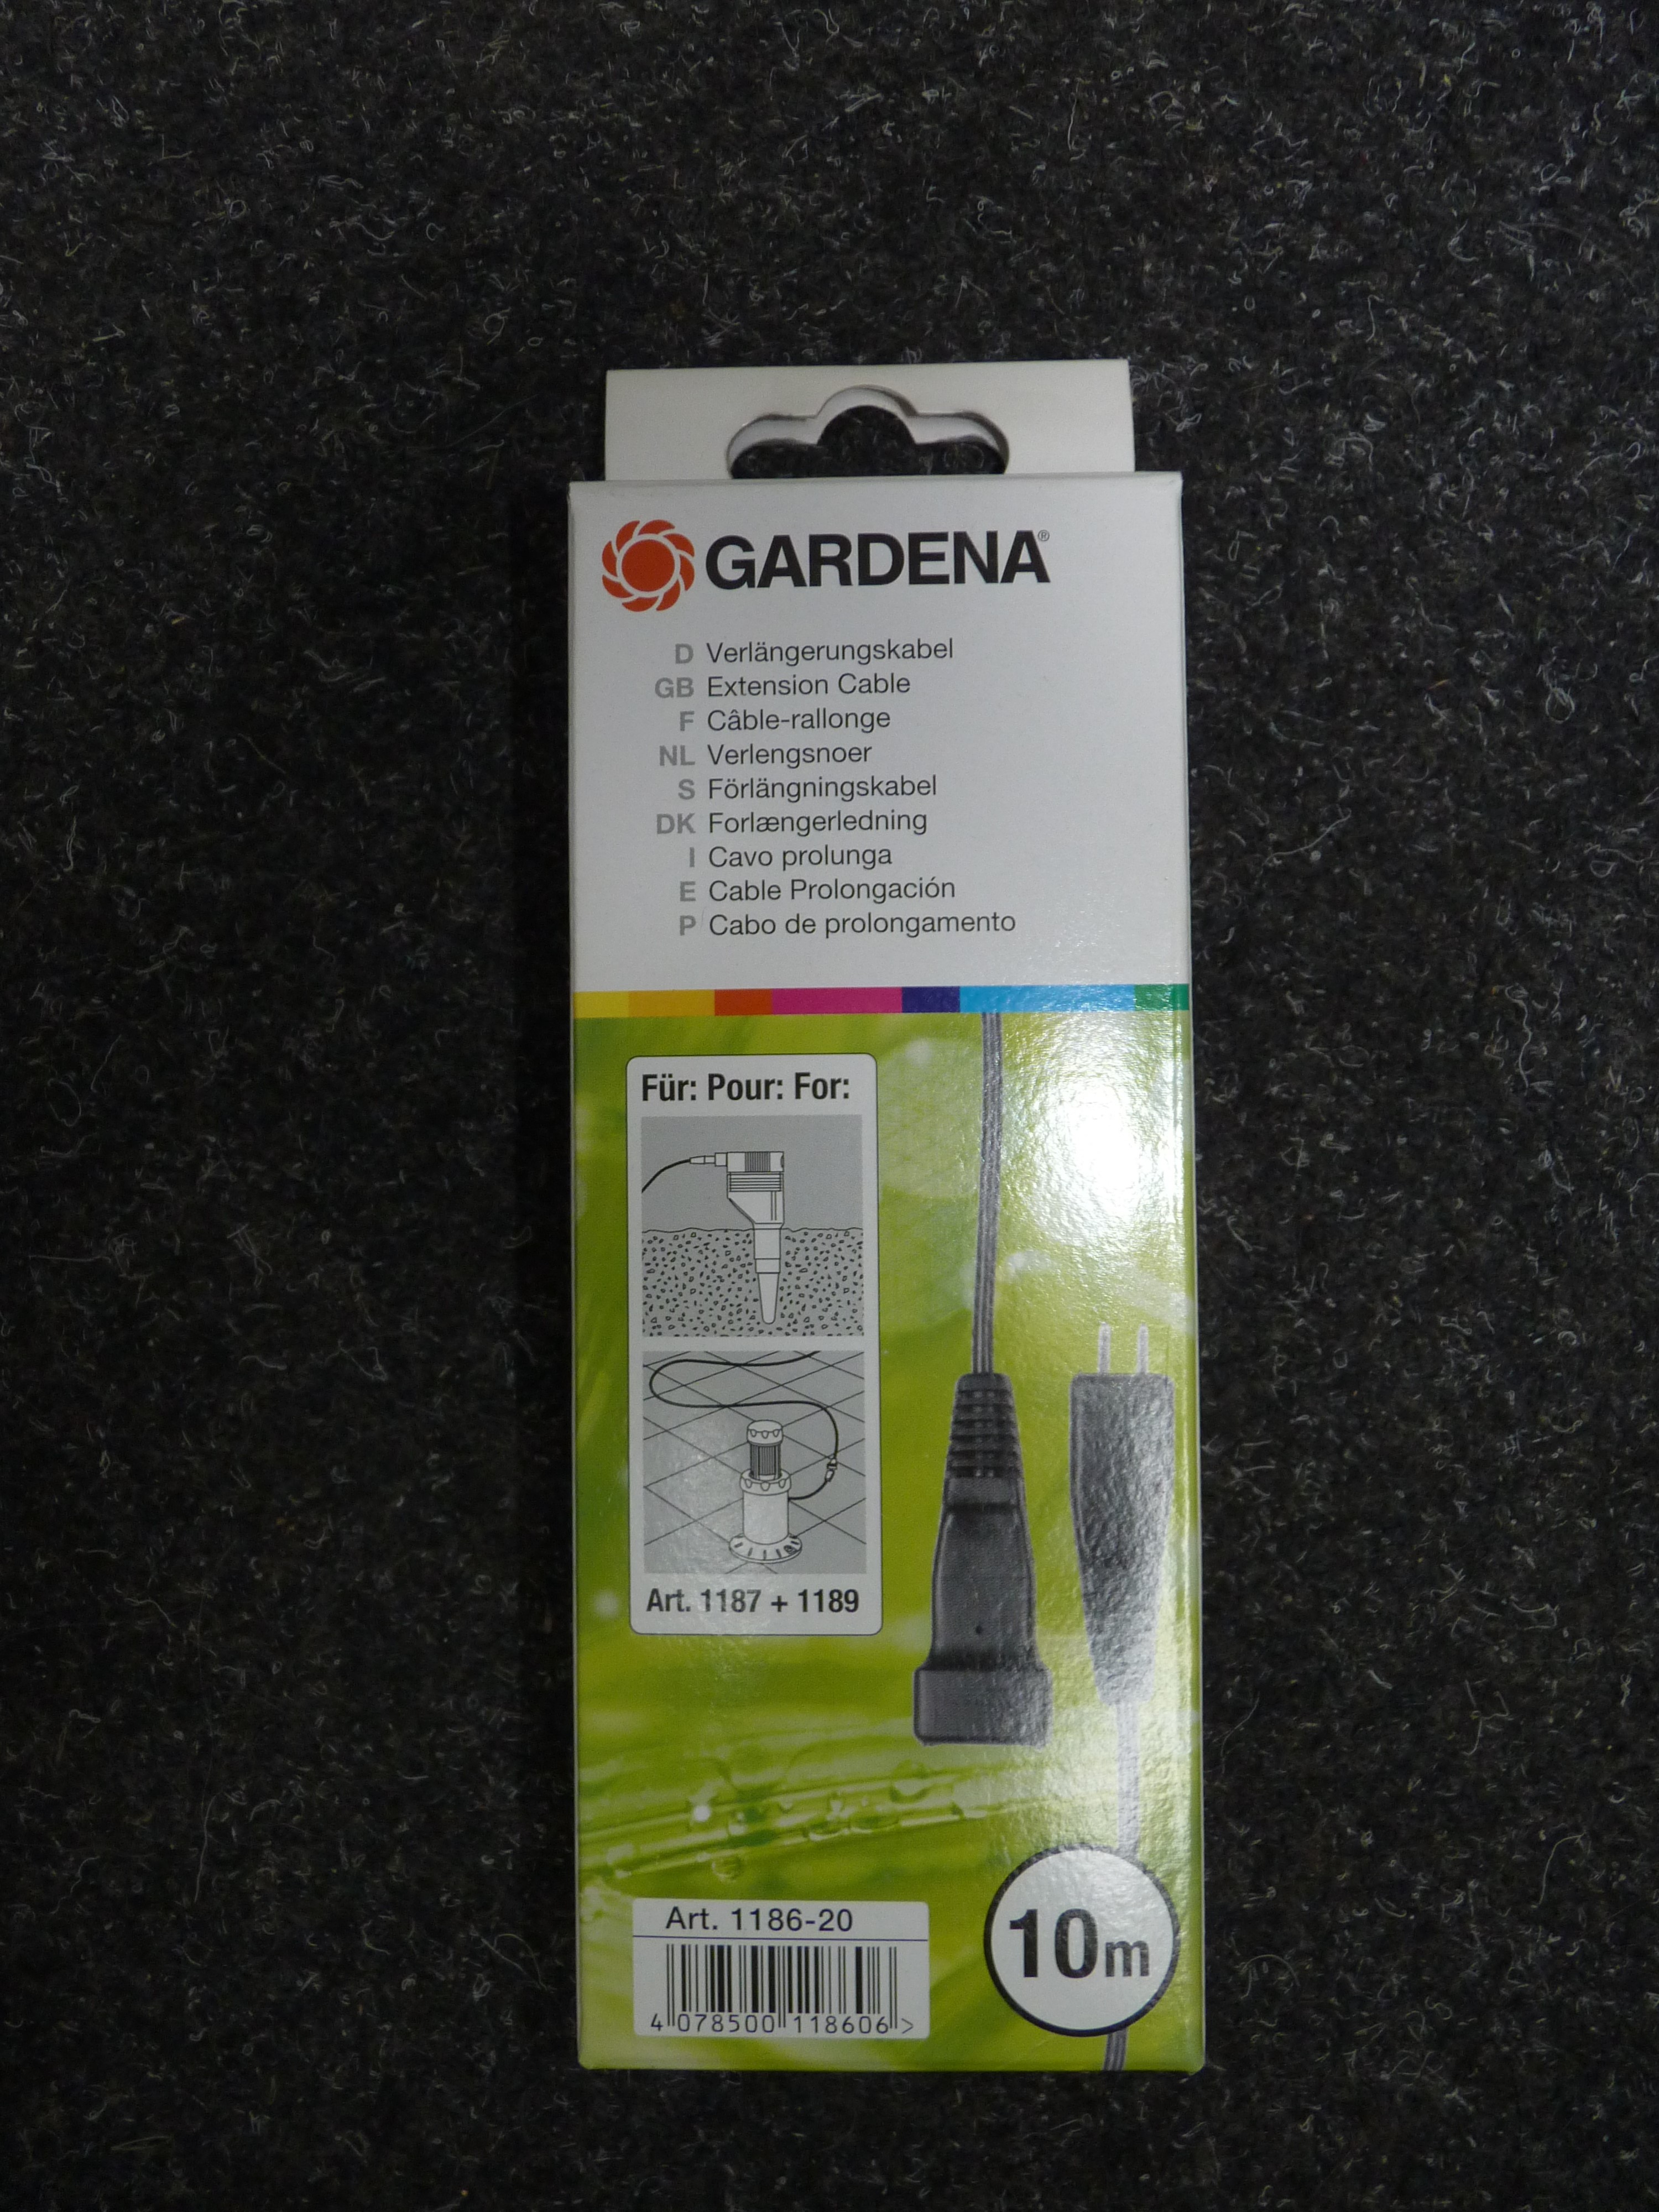 GARDENA®
D Verlängerungskabel
GB Extension Cable
F Câble-rallonge
NL Verlengsnoer
S Förlängningskabel
DK Forlængerledning
I Cavo prolunga
E Cable Prolongación
P Cabo de prolongamento
Für: Pour: For:
Art. 1187 + 1189
Art. 1186-20
4 078500 118606 >
10m